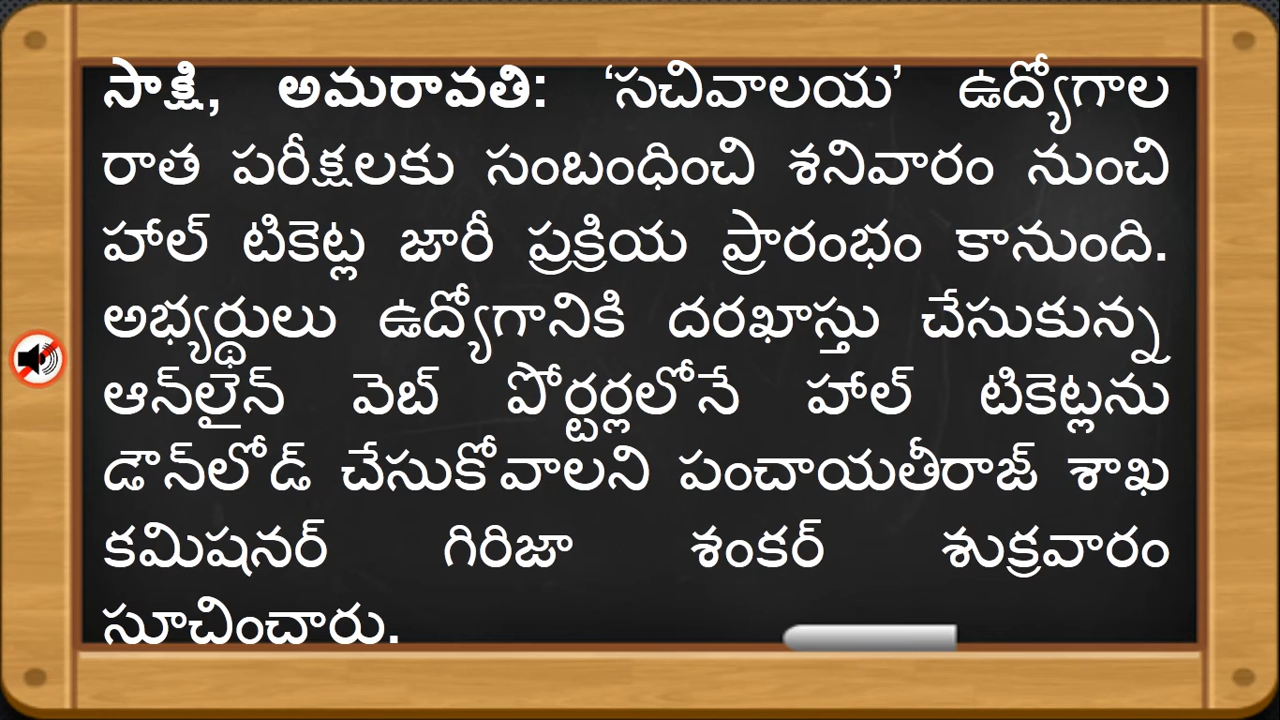 సాక్షి, అమరావతి: ‘సచివాలయ’ ఉద్యోగాల
రాత పరీక్షలకు సంబంధించి శనివారం నుంచి
హాల్ టికెట్ల జారీ ప్రక్రియ ప్రారంభం కానుంది.
అభ్యర్థులు ఉద్యోగానికి దరఖాస్తు చేసుకున్న
ఆన్‌లైన్ వెబ్ పోర్టర్లలోనే హాల్ టికెట్లను
డౌన్‌లోడ్ చేసుకోవాలని పంచాయతీరాజ్ శాఖ
కమిషనర్ గిరిజా శంకర్ శుక్రవారం
సూచించారు.